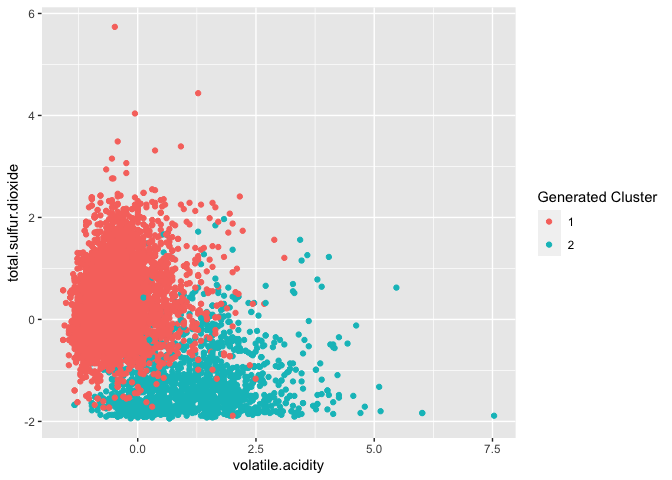 6
4
2
0
-2
total.sulfur.dioxide
0.0 2.5 5.0 7.5
volatile.acidity
Generated Cluster
1
2